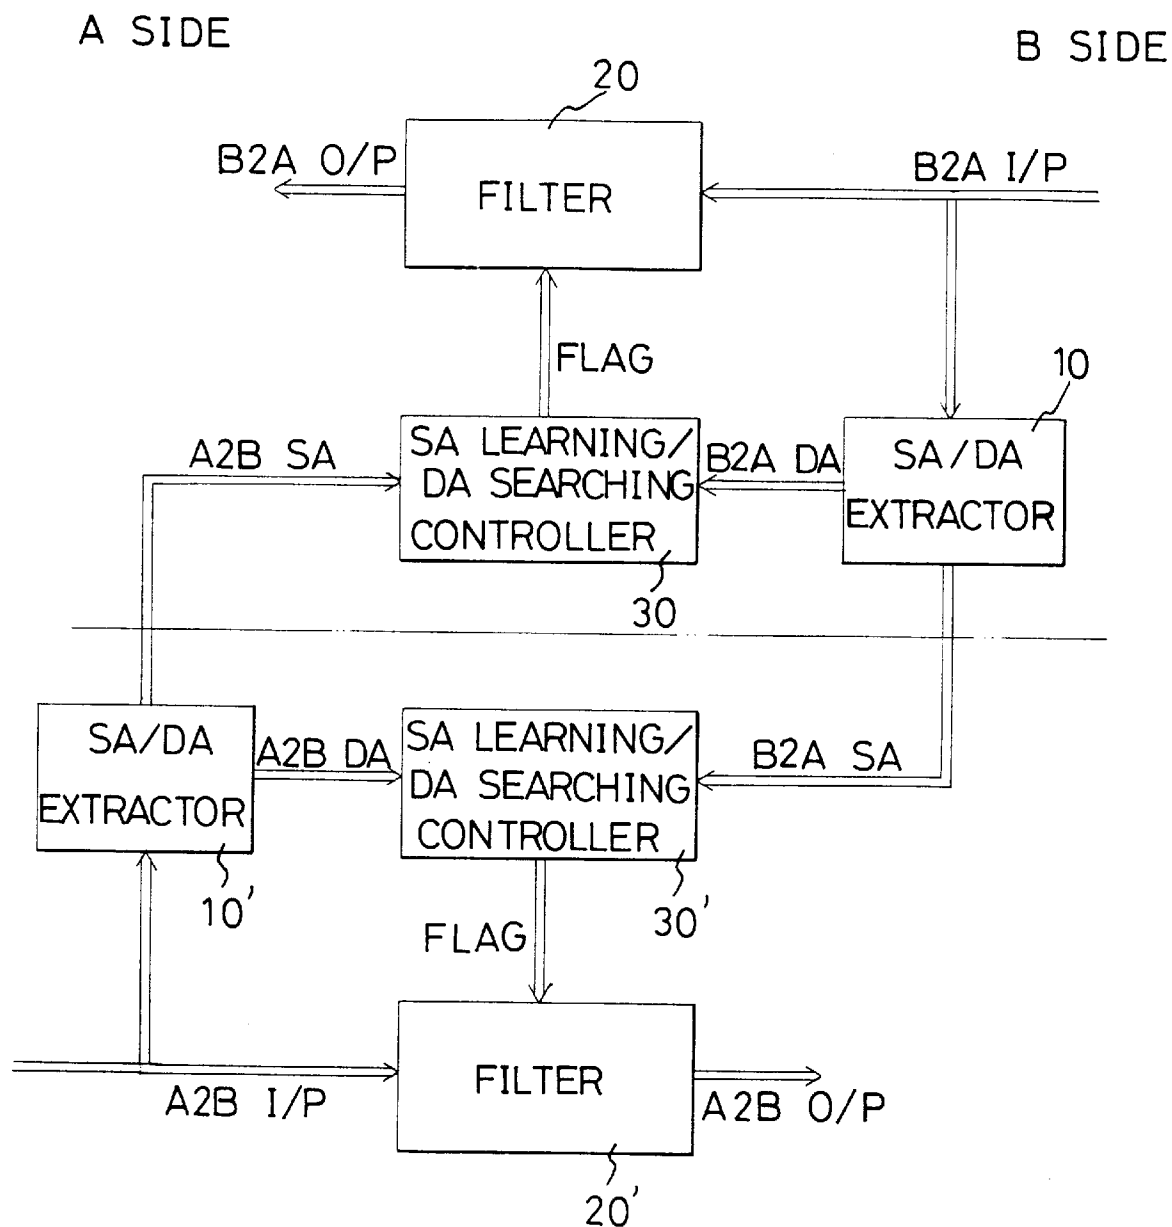 A SIDE
B SIDE
20
B2A O/P
FILTER
B2A I/P
FLAG
10
A2B SA
SA LEARNING/
DA SEARCHING
CONTROLLER
B2A DA
SA/DA
EXTRACTOR
30
SA/DA
EXTRACTOR
A2B DA
SA LEARNING/
DA SEARCHING
CONTROLLER
B2A SA
10'
30'
FLAG
A2B I/P
FILTER
A2B O/P
20'